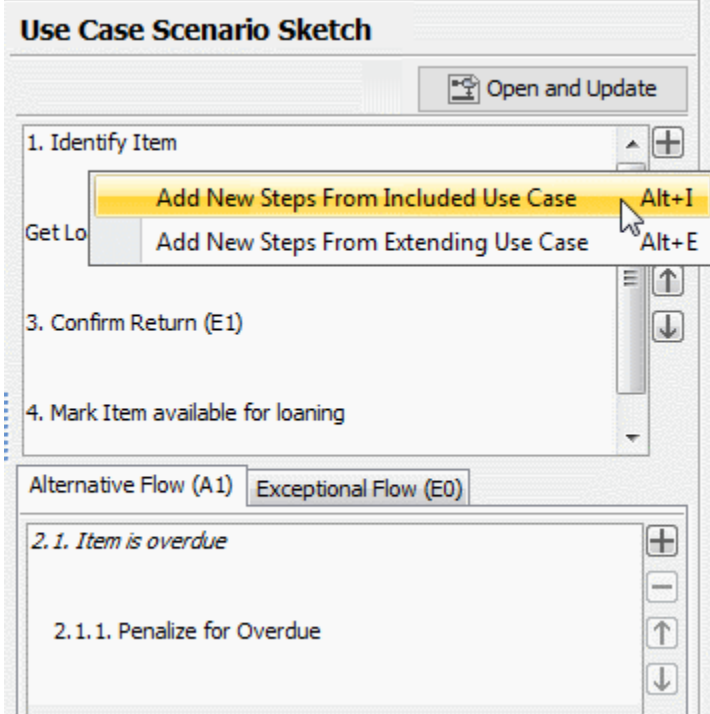 Use Case Scenario Sketch
Open and Update
1. Identify Item
Add New Steps From Included Use Case Alt+I
Get Lo
Add New Steps From Extending Use Case Alt+E
3. Confirm Return (E1)
4. Mark Item available for loaning
Alternative Flow (A1) Exceptional Flow (E0)
2.1. Item is overdue
2.1.1. Penalize for Overdue